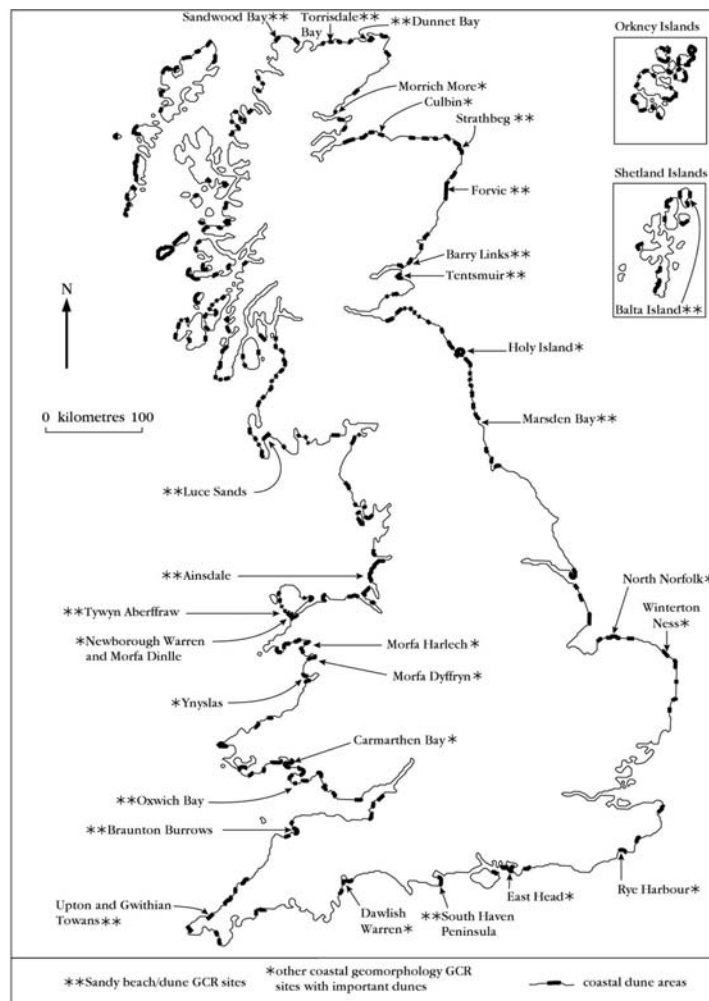 Sandwood Bay** Torrisdale** **Dunnet Bay
Bay
Orkney Islands
Morrich More*
Culbin*
Strathbeg **
Shetland Islands
Forvie **
Barry Links**
Tentsmuir**
Balta Island**
N
Holy Island*
0 kilometres 100
Marsden Bay**
**Luce Sands
**Ainsdale
North Norfolk*
**Tywyn Aberffraw
Winterton
Ness*
*Newborough Warren
and Morfa Dinlle
Morfa Harlech*
Morfa Dyffryn*
*Ynyslas
Carmarthen Bay*
**Oxwich Bay
**Braunton Burrows
Upton and Gwithian
Towans**
Dawlish
Warren*
**South Haven
Peninsula
East Head*
Rye Harbour*
**Sandy beach/dune GCR sites
*other coastal geomorphology GCR
sites with important dunes
coastal dune areas